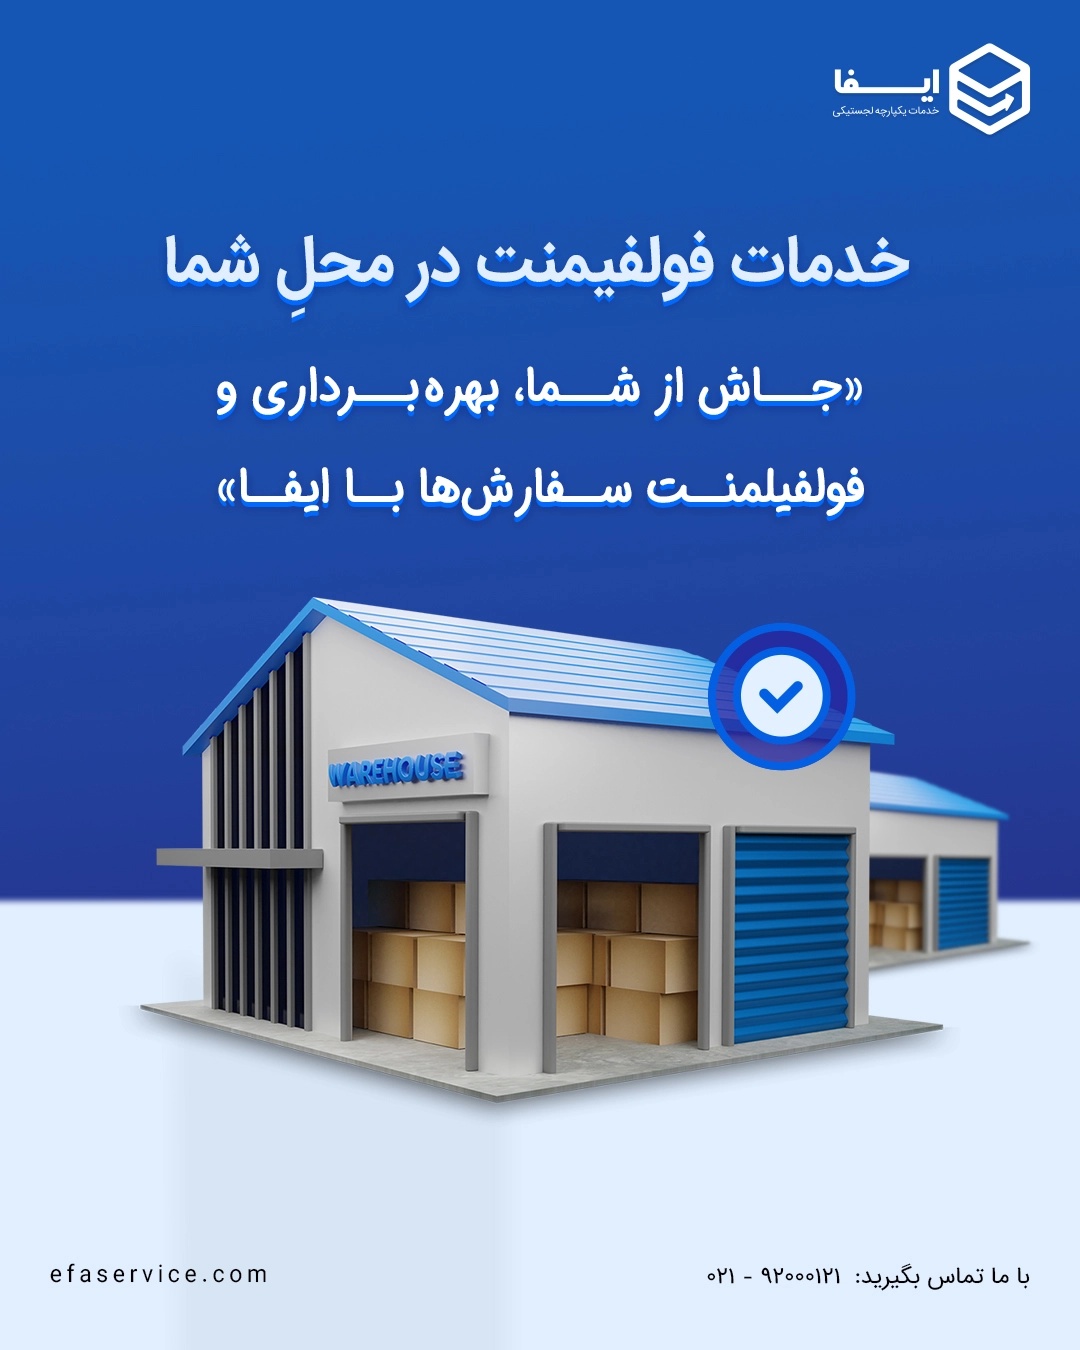 ایفا
خدمات یکپارچه لجستیکی
خدمات فولفیمنت در محلِ شما
«جاش از شما، بهره‌برداری و
فولفیلمنت سفارش‌ها با ایفا»
WAREHOUSE
efaservice.com
با ما تماس بگیرید: ۹۲۰۰۰۱۲۱ - ۰۲۱